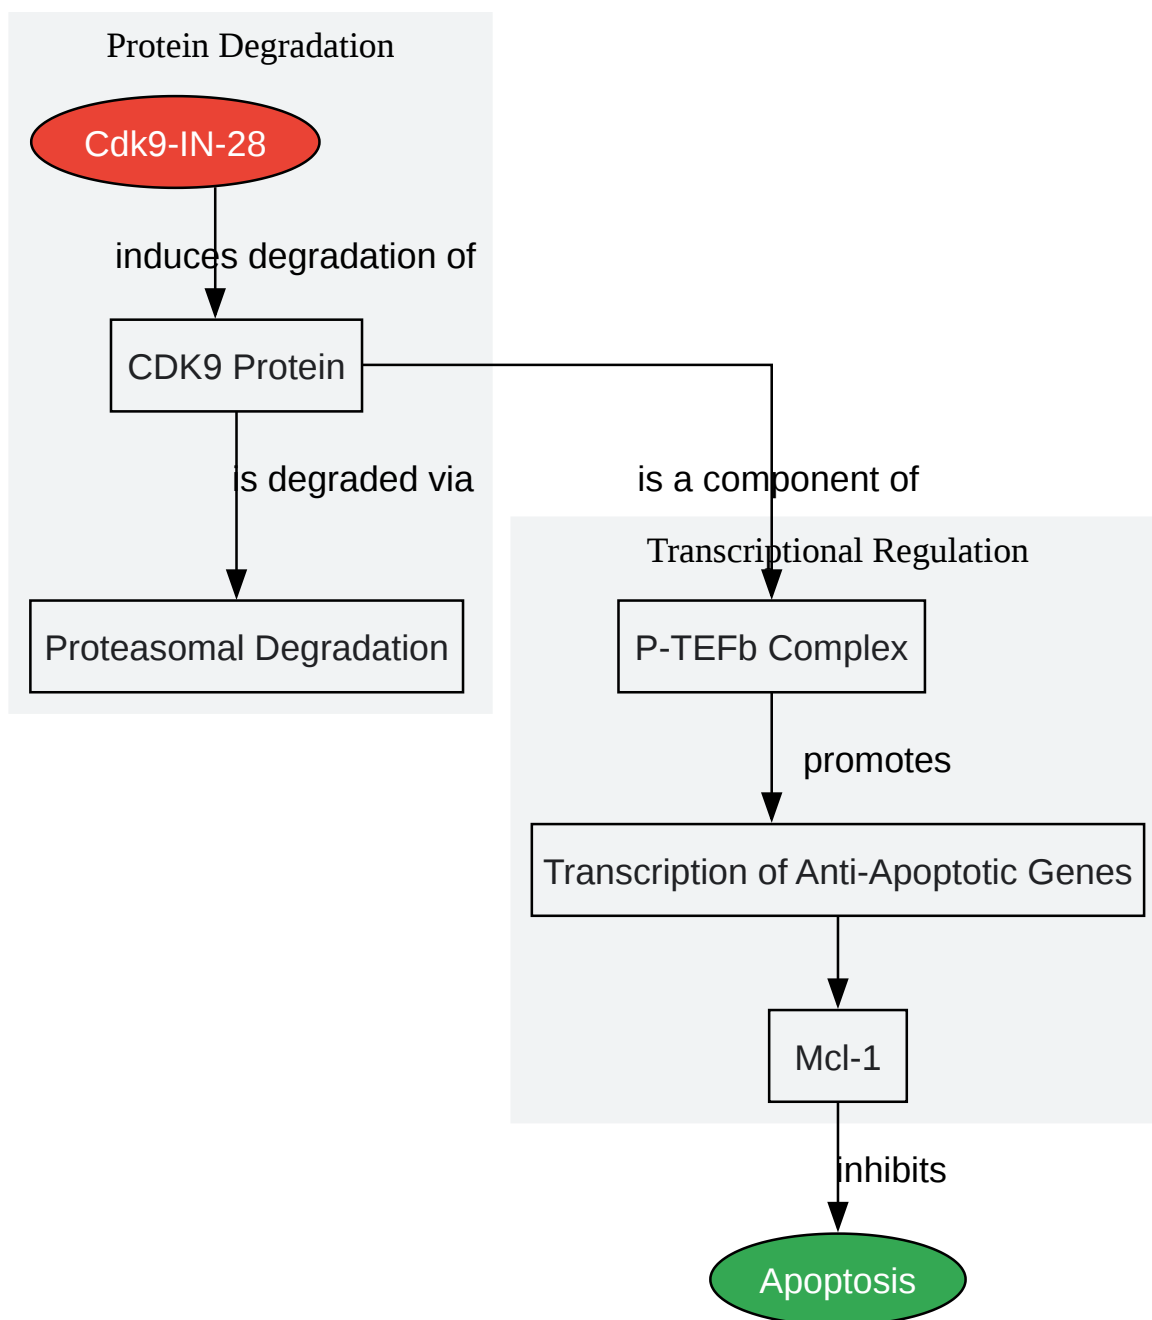 Protein Degradation
Cdk9-IN-28
induces degradation of
CDK9 Protein
is degraded via
is a component of
Transcriptional Regulation
Proteasomal Degradation
P-TEFb Complex
promotes
Transcription of Anti-Apoptotic Genes
Mcl-1
inhibits
Apoptosis